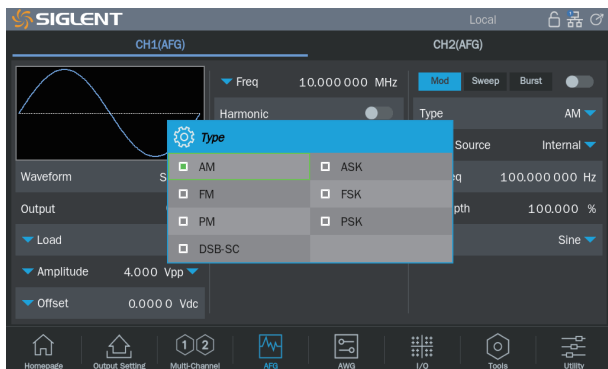 SIGLENT
Local
CH1(AFG)
CH2(AFG)
Freq 10.000 000 MHz
Mod Sweep Burst
Harmonic
Type AM
Type
Source Internal
AM ASK
Waveform
100.000 000 Hz
FM FSK
Output
100.000 %
PM PSK
Load
Sine
DSB-SC
Amplitude 4.000 Vpp
Offset 0.000 0 Vdc
Homepage Output Setting Multi-Channel AFG AWG I/O Tools Utility
1 2